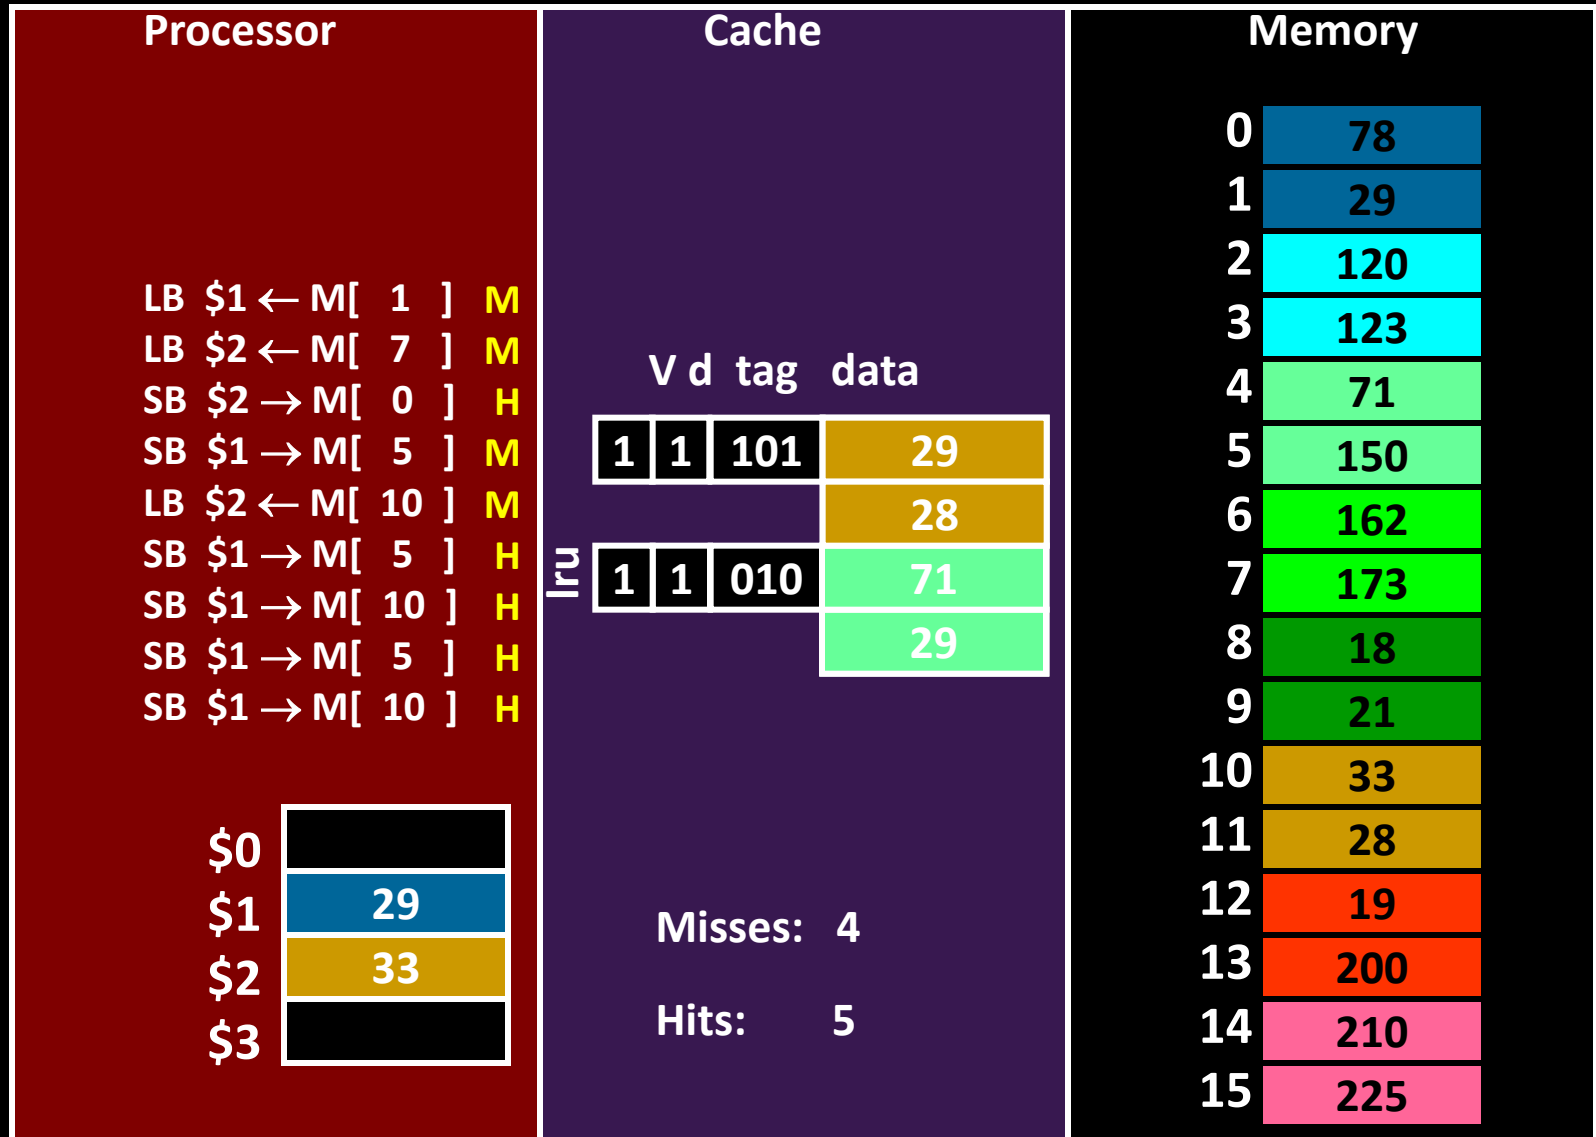 Processor
LB $1 ← M[ 1 ] M
LB $2 ← M[ 7 ] M
SB $2 → M[ 0 ] H
SB $1 → M[ 5 ] M
LB $2 ← M[ 10 ] M
SB $1 → M[ 5 ] H
SB $1 → M[ 10 ] H
SB $1 → M[ 5 ] H
SB $1 → M[ 10 ] H
$0
$1 29
$2 33
$3
Cache
V d tag data
1 1 101 29
28
lru 1 1 010 71
29
Misses: 4
Hits: 5
Memory
0 78
1 29
2 120
3 123
4 71
5 150
6 162
7 173
8 18
9 21
10 33
11 28
12 19
13 200
14 210
15 225